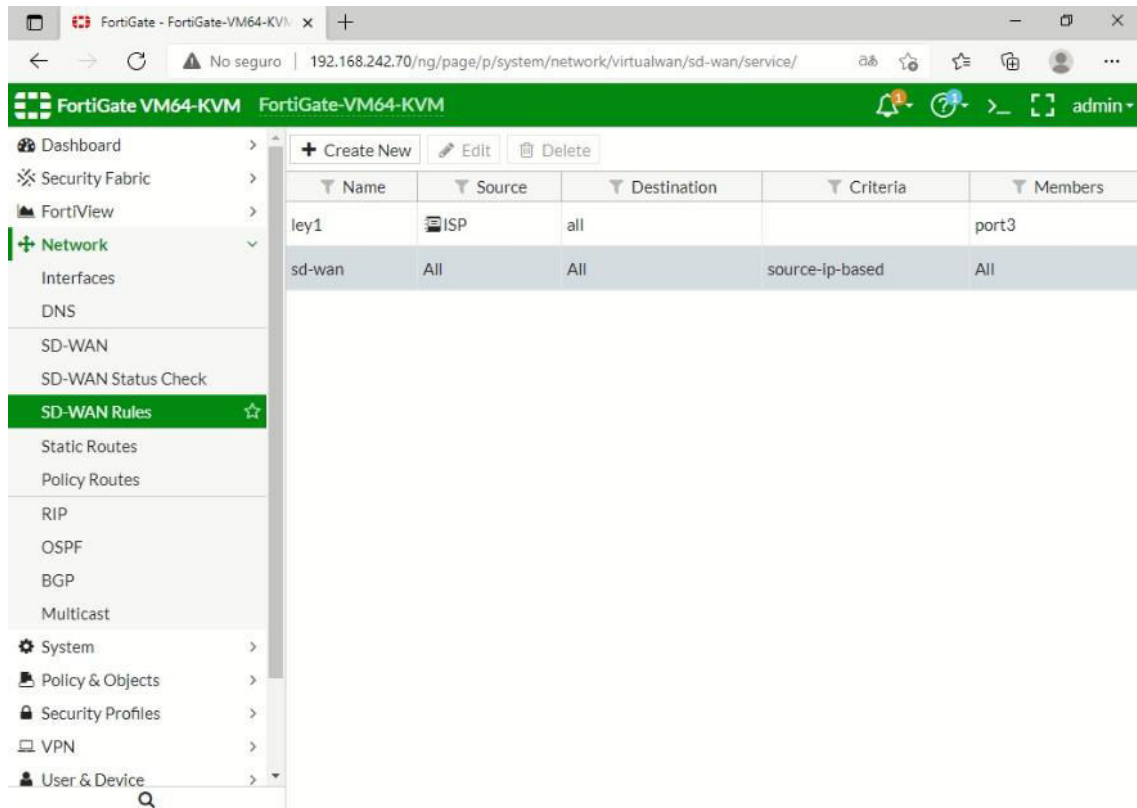 FortiGate - FortiGate-VM64-KV
No seguro | 192.168.242.70/ng/page/p/system/network/virtualwan/sd-wan/service/
FortiGate VM64-KVM FortiGate-VM64-KVM 1 1 >_ admin
Dashboard
Security Fabric
FortiView
Network
Interfaces
DNS
SD-WAN
SD-WAN Status Check
SD-WAN Rules
Static Routes
Policy Routes
RIP
OSPF
BGP
Multicast
System
Policy & Objects
Security Profiles
VPN
User & Device
+ Create New Edit Delete
Name Source Destination Criteria Members
ley1 ISP all port3
sd-wan All All source-ip-based All